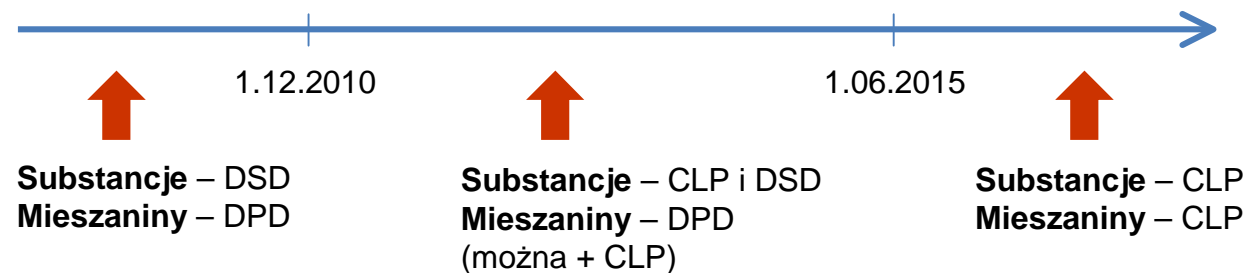 1.12.2010
1.06.2015
Substancje – DSD
Mieszaniny – DPD
Substancje – CLP i DSD
Mieszaniny – DPD
(można + CLP)
Substancje – CLP
Mieszaniny – CLP